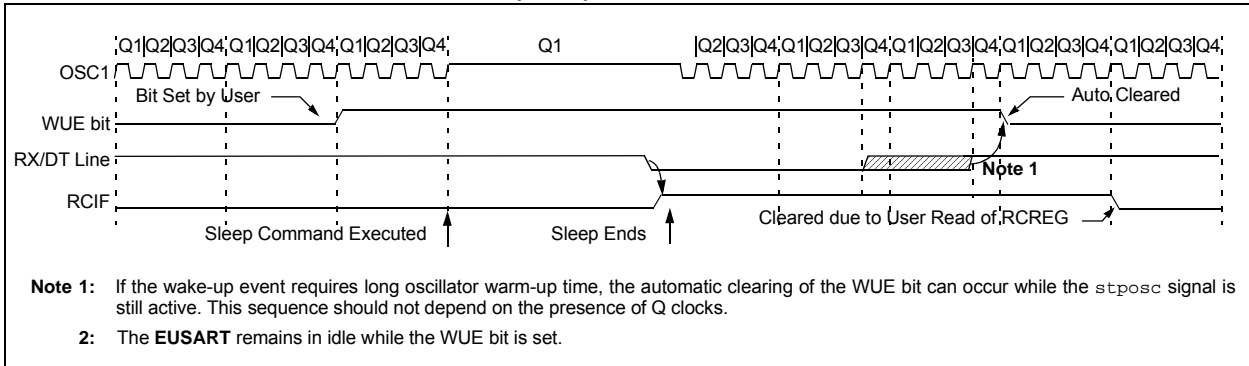 Q1|Q2|Q3|Q4 Q1|Q2|Q3|Q4 Q1|Q2|Q3|Q4 Q1 |Q2|Q3|Q4 Q1|Q2|Q3|Q4 Q1|Q2|Q3|Q4 Q1|Q2|Q3|Q4 Q1|Q2|Q3|Q4
OSC1
Bit Set by User
Auto Cleared
WUE bit
RX/DT Line
Note 1
RCIF
Cleared due to User Read of RCREG
Sleep Command Executed
Sleep Ends
Note 1: If the wake-up event requires long oscillator warm-up time, the automatic clearing of the WUE bit can occur while the stposc signal is
still active. This sequence should not depend on the presence of Q clocks.
2: The EUSART remains in idle while the WUE bit is set.